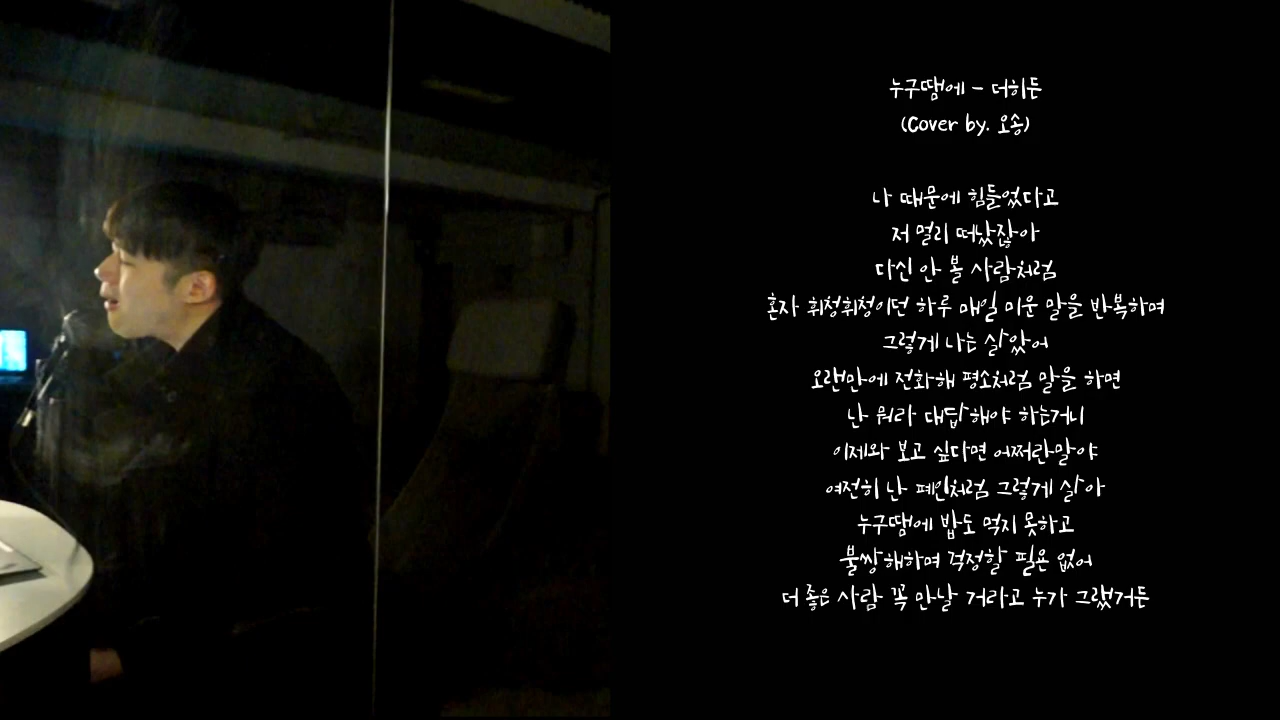 누구땜에 - 더히든
(Cover by. 오송)
나 때문에 힘들었다고
저 멀리 떠났잖아
다신 안 볼 사람처럼
혼자 휘청휘청이던 하루 매일 미운 말을 반복하며
그렇게 나는 살았어
오랜만에 전화해 평소처럼 말을 하면
난 뭐라 대답해야 하는거니
이제와 보고 싶다면 어쩌란말야
여전히 난 폐인처럼 그렇게 살아
누구땜에 밥도 먹지 못하고
불쌍해하며 걱정할 필욘 없어
더 좋은 사람 꼭 만날 거라고 누가 그랬거든